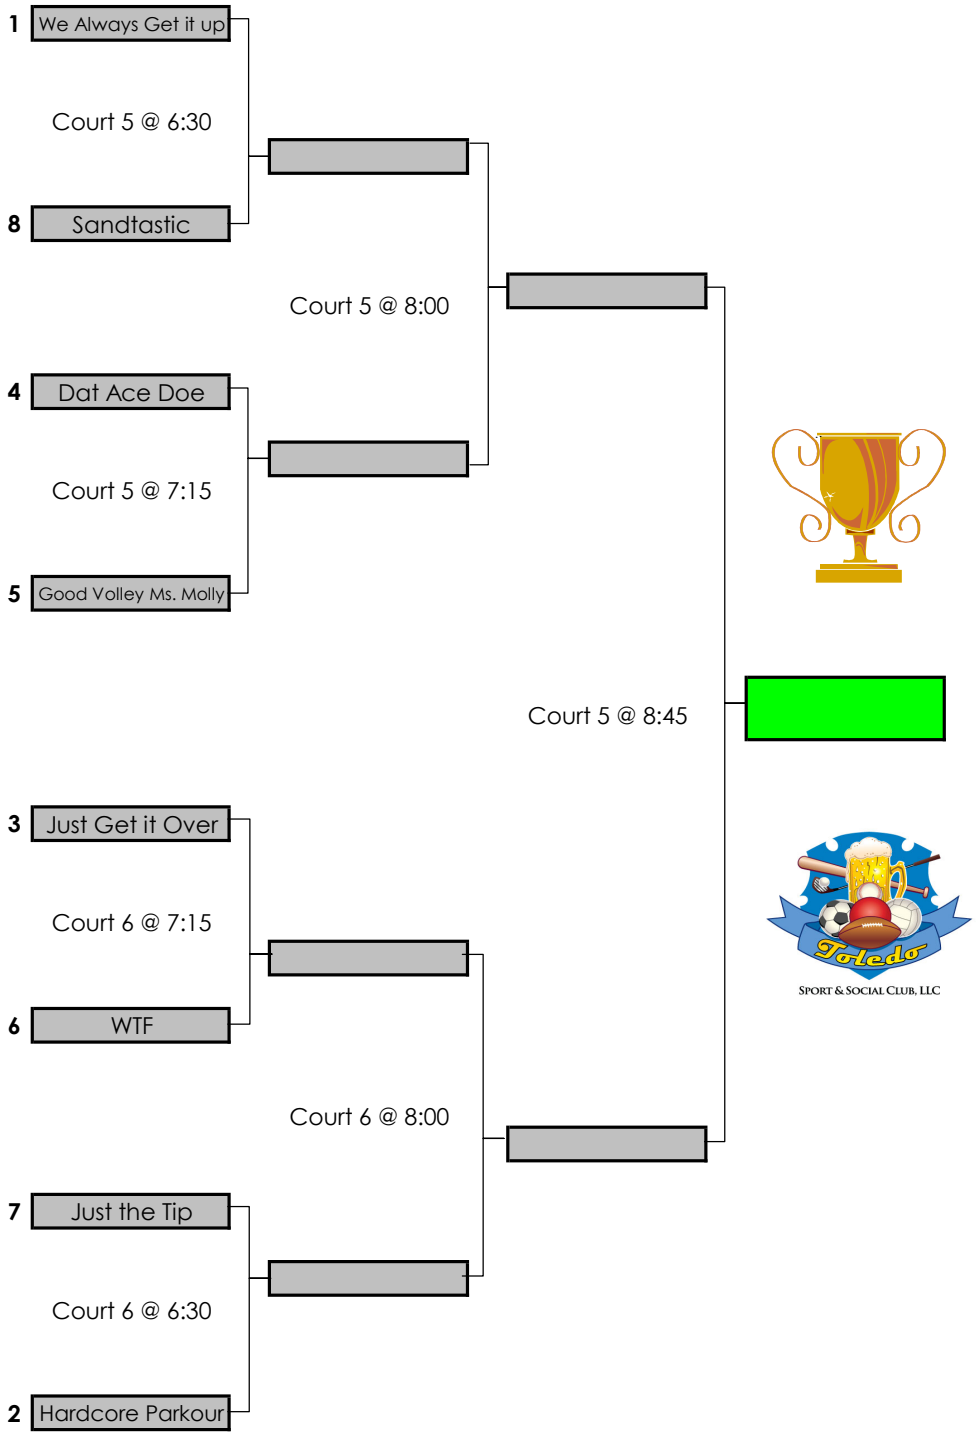 1 We Always Get it up
Court 5 @ 6:30
8 Sandtastic
Court 5 @ 8:00
4 Dat Ace Doe
Court 5 @ 7:15
5 Good Volley Ms. Molly
Court 5 @ 8:45
3 Just Get it Over
Court 6 @ 7:15
6 WTF
Toledo
SPORT & SOCIAL CLUB, LLC
Court 6 @ 8:00
7 Just the Tip
Court 6 @ 6:30
2 Hardcore Parkour